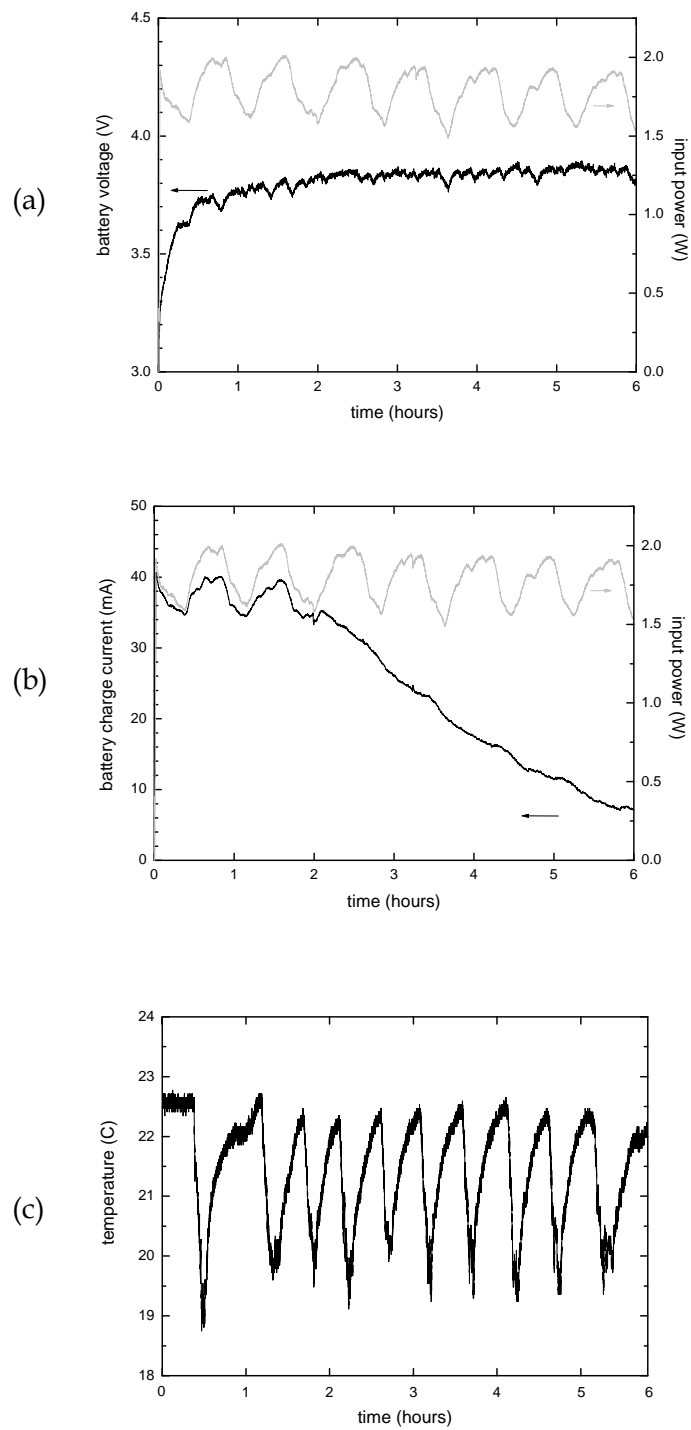 (a)
battery voltage (V)
4.5
4.0
3.5
3.0
2.0
1.5
1.0
0.5
0.0
input power (W)
0 1 2 3 4 5 6
time (hours)
(b)
battery charge current (mA)
50
40
30
20
10
0
2.0
1.5
1.0
0.5
0.0
input power (W)
0 1 2 3 4 5 6
time (hours)
(c)
temperature (C)
24
23
22
21
20
19
18
0 1 2 3 4 5 6
time (hours)